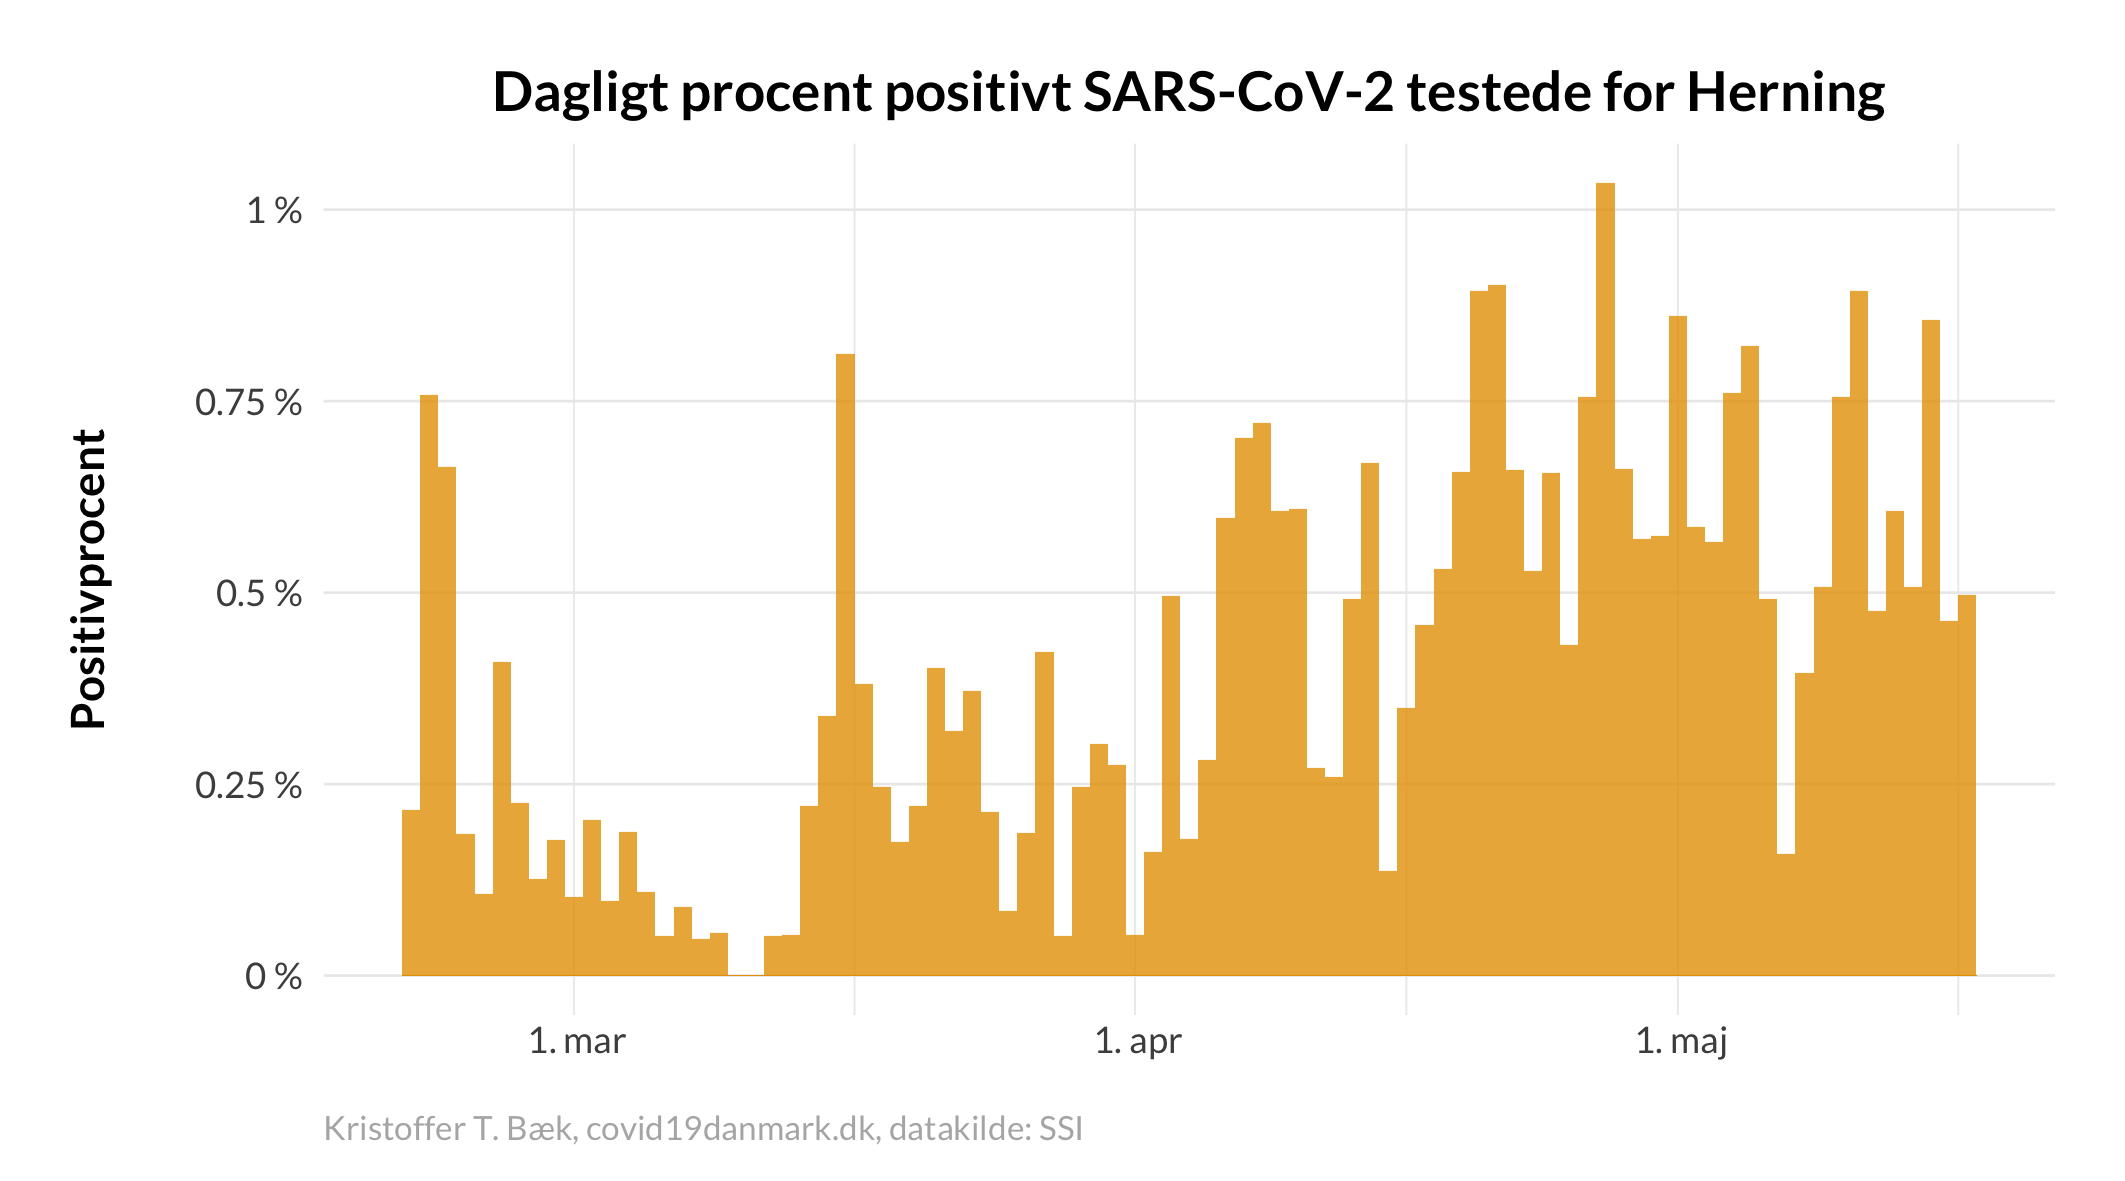 Dagligt procent positivt SARS-CoV-2 testede for Herning
Positivprocent
1 %
0.75 %
0.5 %
0.25 %
0 %
1. mar
1. apr
1. maj
Kristoffer T. Bæk, covid19danmark.dk, datakilde: SSI